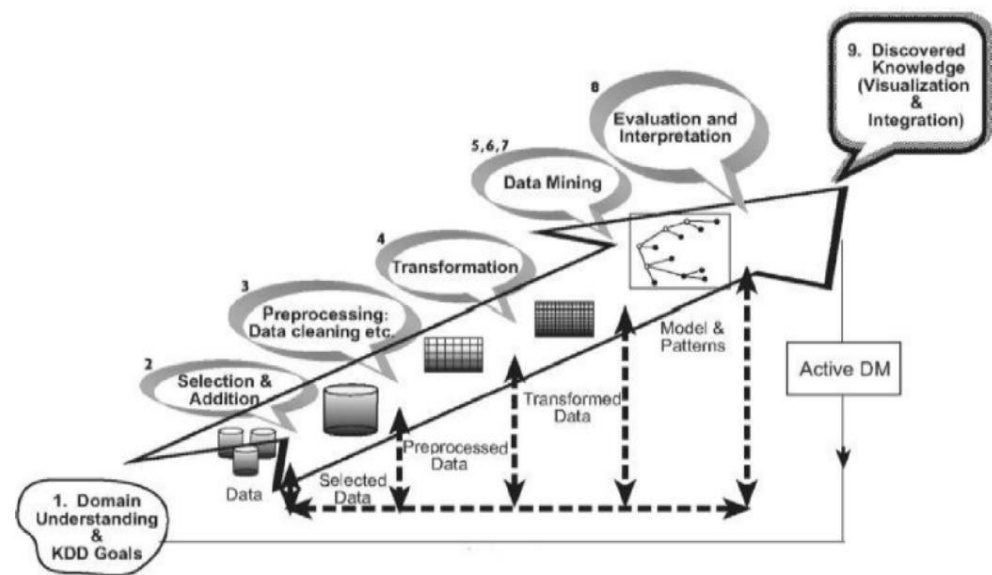 1. Domain
Understanding
&
KDD Goals
2
Selection &
Addition
Data
3
Preprocessing:
Data cleaning etc.
Selected
Data
4
Transformation
Preprocessed
Data
5,6,7
Data Mining
Transformed
Data
8
Evaluation and
Interpretation
Model &
Patterns
9. Discovered
Knowledge
(Visualization
&
Integration)
Active DM